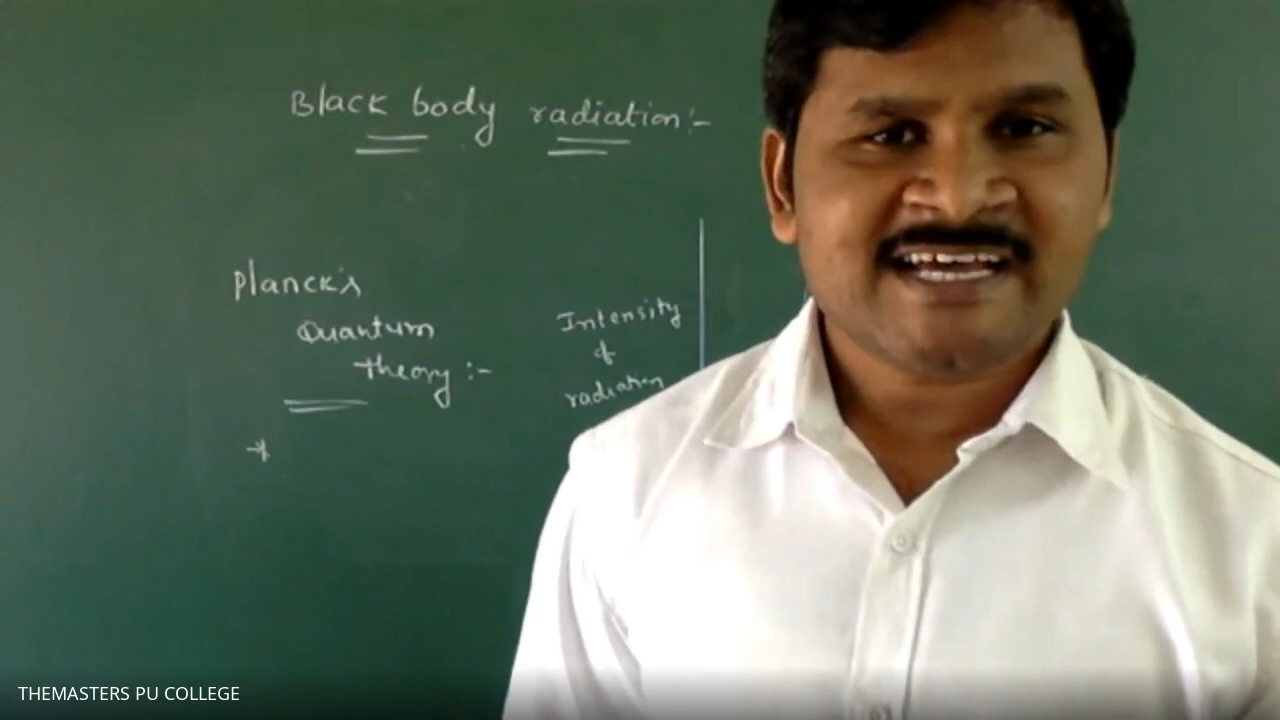 Black body radiation:-
Planck's
Quantum
theory :-
Intensity
of
radiation
*
THEMASTERS PU COLLEGE